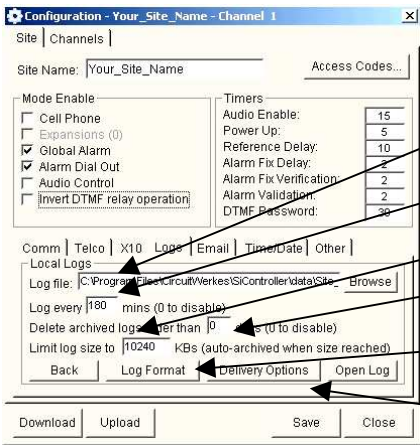 Configuration - Your_Site_Name - Channel 1
Site Channels
Site Name: Your_Site_Name Access Codes...
Mode Enable
Cell Phone
Expansions (0)
Global Alarm
Alarm Dial Out
Audio Control
Invert DTMF relay operation
Timers
Audio Enable: 15
Power Up: 5
Reference Delay: 10
Alarm Fix Delay: 2
Alarm Fix Verification: 2
Alarm Validation: 2
DTMF Password: 30
Comm Telco X10 Logs Email Time/Date Other
Local Logs
Log file: C:\Program Files\CircuitWerkes\SiController\data\Site_ Browse
Log every 180 mins (0 to disable)
Delete archived logs older than 0 (0 to disable)
Limit log size to 10240 KBs (auto-archived when size reached)
Back Log Format Delivery Options Open Log
Download Upload Save Close